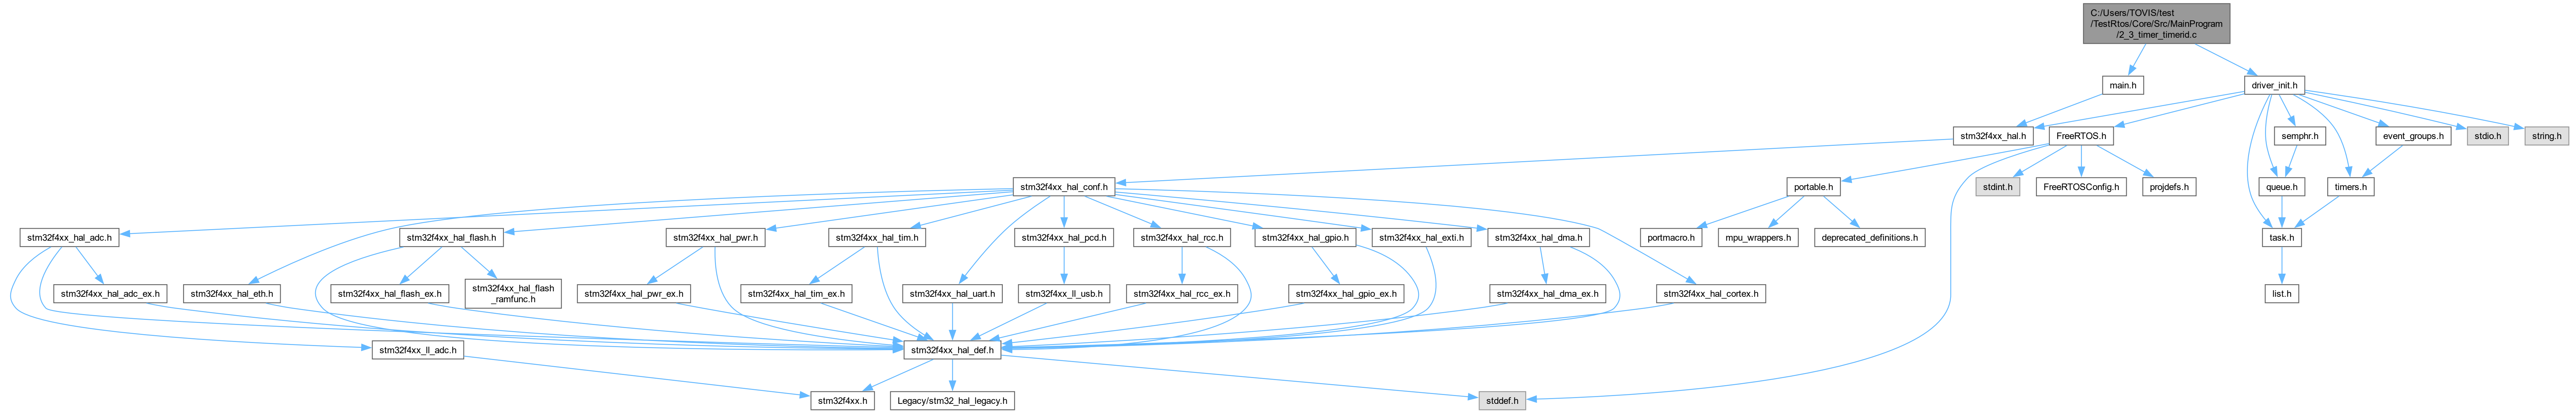 C:/Users/TOVIS/test
/TestRtos/Core/Src/MainProgram
/2_3_timer_timerid.c
main.h
driver_init.h
stm32f4xx_hal.h
FreeRTOS.h
semphr.h
event_groups.h
stdio.h
string.h
stm32f4xx_hal_conf.h
portable.h
stdint.h
FreeRTOSConfig.h
projdefs.h
queue.h
timers.h
stm32f4xx_hal_adc.h
stm32f4xx_hal_flash.h
stm32f4xx_hal_pwr.h
stm32f4xx_hal_tim.h
stm32f4xx_hal_pcd.h
stm32f4xx_hal_rcc.h
stm32f4xx_hal_gpio.h
stm32f4xx_hal_exti.h
stm32f4xx_hal_dma.h
portmacro.h
mpu_wrappers.h
deprecated_definitions.h
task.h
stm32f4xx_hal_adc_ex.h
stm32f4xx_hal_eth.h
stm32f4xx_hal_flash_ex.h
stm32f4xx_hal_flash
_ramfunc.h
stm32f4xx_hal_pwr_ex.h
stm32f4xx_hal_tim_ex.h
stm32f4xx_hal_uart.h
stm32f4xx_ll_usb.h
stm32f4xx_hal_rcc_ex.h
stm32f4xx_hal_gpio_ex.h
stm32f4xx_hal_dma_ex.h
stm32f4xx_hal_cortex.h
list.h
stm32f4xx_ll_adc.h
stm32f4xx_hal_def.h
stm32f4xx.h
Legacy/stm32_hal_legacy.h
stddef.h